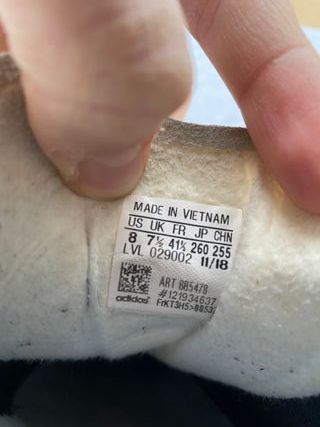 MADE IN VIETNAM
US UK FR JP CHN
8 7½ 41⅓ 260 255
LVL 029002 11/18
ART BB5478
#121934637
adidas